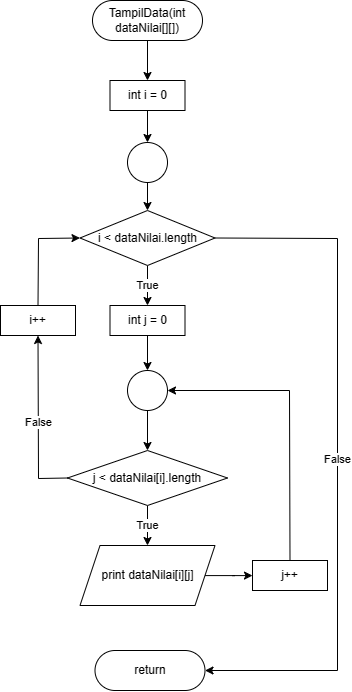 TampilData(int
dataNilai[][])
int i = 0
i < dataNilai.length
True
i++
int j = 0
False
j < dataNilai[i].length
False
True
print dataNilai[i][j]
j++
return